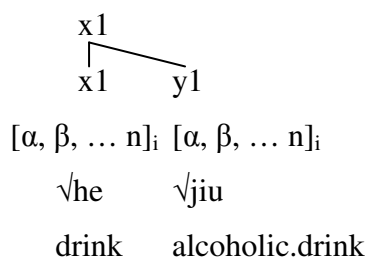 x1
x1 y1
[α, β, … n]i [α, β, … n]i
√he √jiu
drink alcoholic.drink